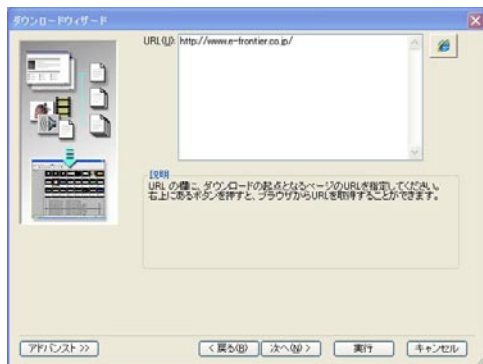 ダウンロードウィザード
URL(U): http://www.e-frontier.co.jp/
説明
URL の欄に、ダウンロードの起点となるページのURLを指定してください。
右上にあるボタンを押すと、ブラウザからURLを取得することができます。
アドバンスト >>
< 戻る(B)
次へ(N) >
実行
キャンセル